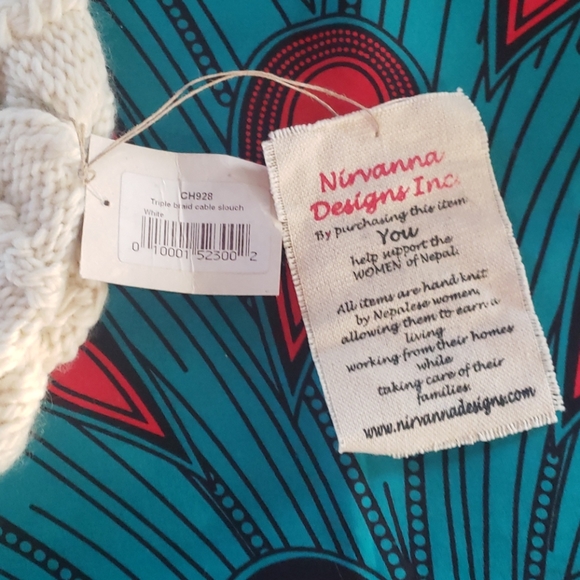 CH928
Triple braid cable slouch
White
0 10001 52300 2
Nirvanna
Designs Inc.
By purchasing this item
You
help support the
WOMEN of Nepal.
All items are hand knit
by Nepalese women,
allowing them to earn a
living
working from their homes
while
taking care of their
families.
www.nirvannadesigns.com